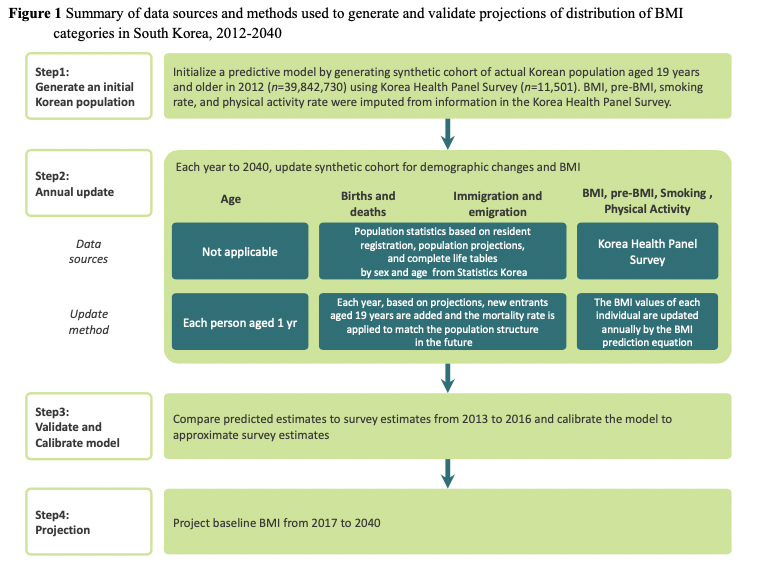 Figure 1 Summary of data sources and methods used to generate and validate projections of distribution of BMI
categories in South Korea, 2012-2040
Step1:
Generate an initial
Korean population
Initialize a predictive model by generating synthetic cohort of actual Korean population aged 19 years
and older in 2012 (n=39,842,730) using Korea Health Panel Survey (n=11,501). BMI, pre-BMI, smoking
rate, and physical activity rate were imputed from information in the Korea Health Panel Survey.
Step2:
Annual update
Each year to 2040, update synthetic cohort for demographic changes and BMI
Age
Births and
deaths
Immigration and
emigration
BMI, pre-BMI, Smoking ,
Physical Activity
Data
sources
Not applicable
Population statistics based on resident
registration, population projections,
and complete life tables
by sex and age from Statistics Korea
Korea Health Panel
Survey
Update
method
Each person aged 1 yr
Each year, based on projections, new entrants
aged 19 years are added and the mortality rate is
applied to match the population structure
in the future
The BMI values of each
individual are updated
annually by the BMI
prediction equation
Step3:
Validate and
Calibrate model
Compare predicted estimates to survey estimates from 2013 to 2016 and calibrate the model to
approximate survey estimates
Step4:
Projection
Project baseline BMI from 2017 to 2040